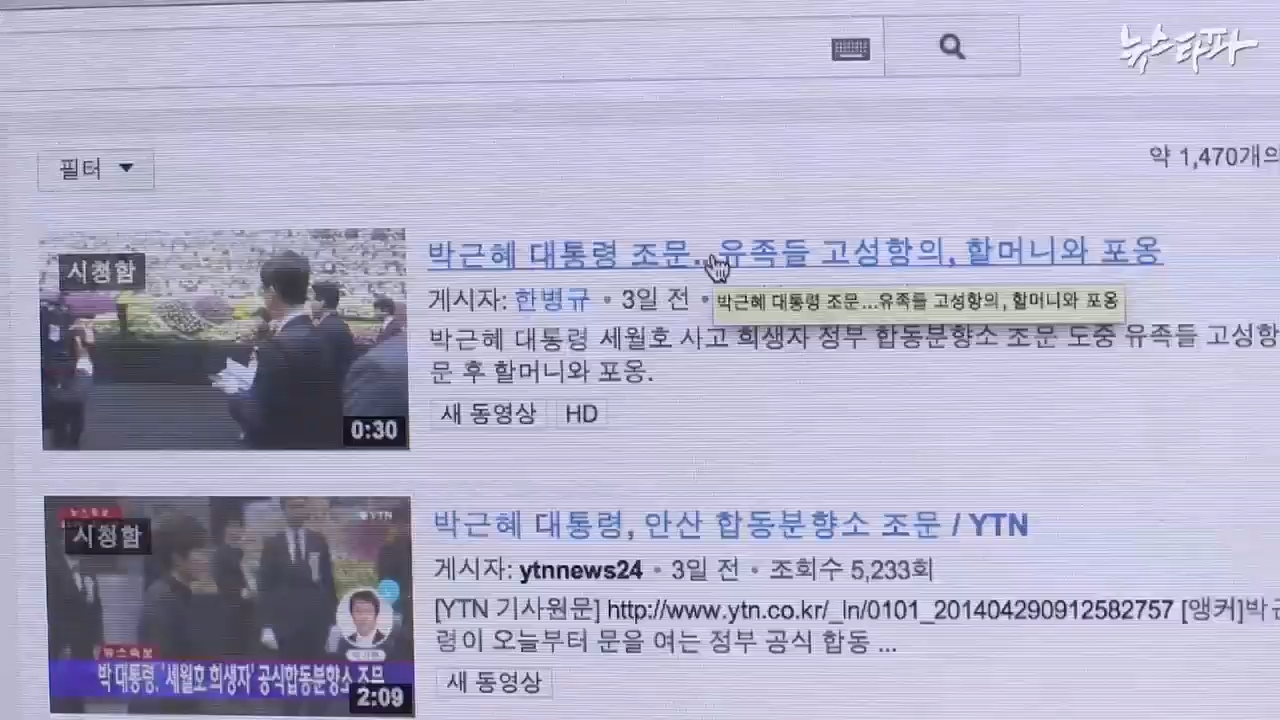 뉴스타파
필터
약 1,470개의
시청함
0:30
박근혜 대통령 조문...유족들 고성항의, 할머니와 포옹
게시자: 한병규 • 3일 전 •
박근혜 대통령 조문...유족들 고성항의, 할머니와 포옹
박근혜 대통령 세월호 사고 희생자 정부 합동분향소 조문 도중 유족들 고성항
문 후 할머니와 포옹.
새 동영상 HD
뉴스속보
YTN
시청함
뉴스속보
박 대통령, '세월호 희생자' 공식합동분향소 조문
2:09
박근혜 대통령, 안산 합동분향소 조문 / YTN
게시자: ytnnews24 • 3일 전 • 조회수 5,233회
[YTN 기사원문] http://www.ytn.co.kr/_ln/0101_201404290912582757 [앵커]박근
령이 오늘부터 문을 여는 정부 공식 합동 ...
새 동영상